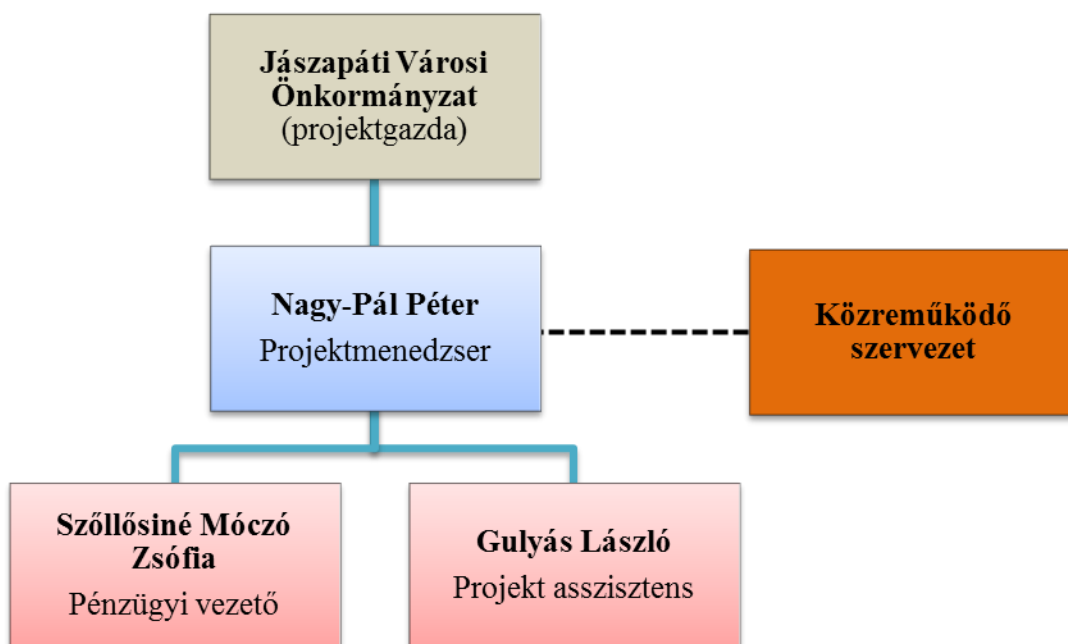 Jászapáti Városi
Önkormányzat
(projektgazda)
Nagy-Pál Péter
Projektmenedzser
Közreműködő
szervezet
Szőllősiné Móczó
Zsófia
Pénzügyi vezető
Gulyás László
Projekt asszisztens